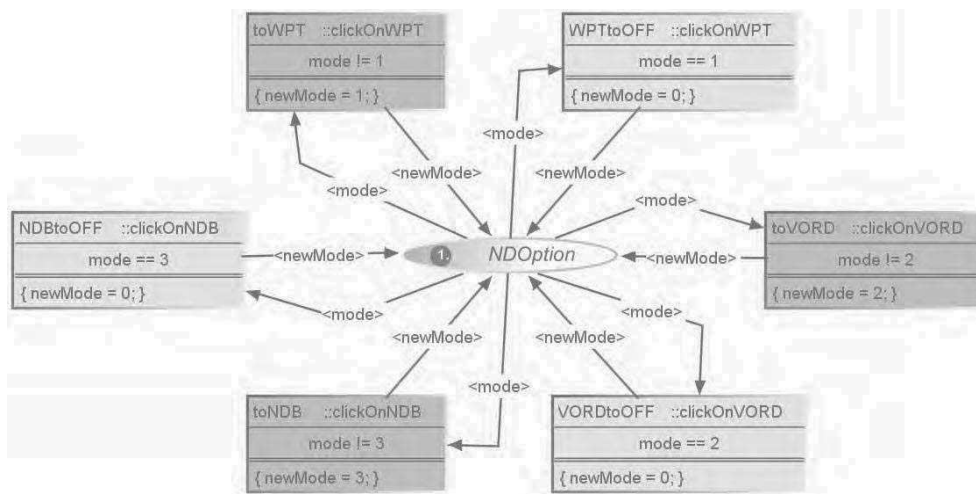 toWPT ::clickOnWPT
mode != 1
{ newMode = 1; }
WPTtoOFF ::clickOnWPT
mode == 1
{ newMode = 0; }
<mode>
<newMode>
<newMode>
<mode>
<mode>
NDBtoOFF ::clickOnNDB
mode == 3
{ newMode = 0; }
<newMode>
1
NDOption
<newMode>
toVORD ::clickOnVORD
mode != 2
{ newMode = 2; }
<mode>
<mode>
<newMode>
<newMode>
<mode>
toNDB ::clickOnNDB
mode != 3
{ newMode = 3; }
VORDtoOFF ::clickOnVORD
mode == 2
{ newMode = 0; }